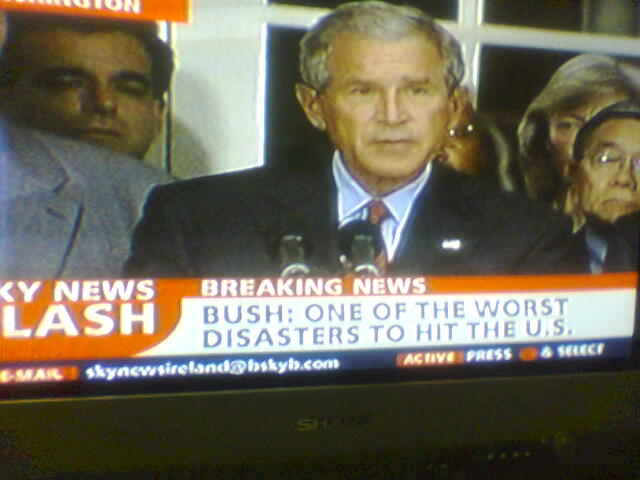 SHINGTON
KY NEWS
LASH
BREAKING NEWS
BUSH: ONE OF THE WORST
DISASTERS TO HIT THE U.S.
E-MAIL skynewsireland@bskyb.com
ACTIVE PRESS & SELECT
SHARP